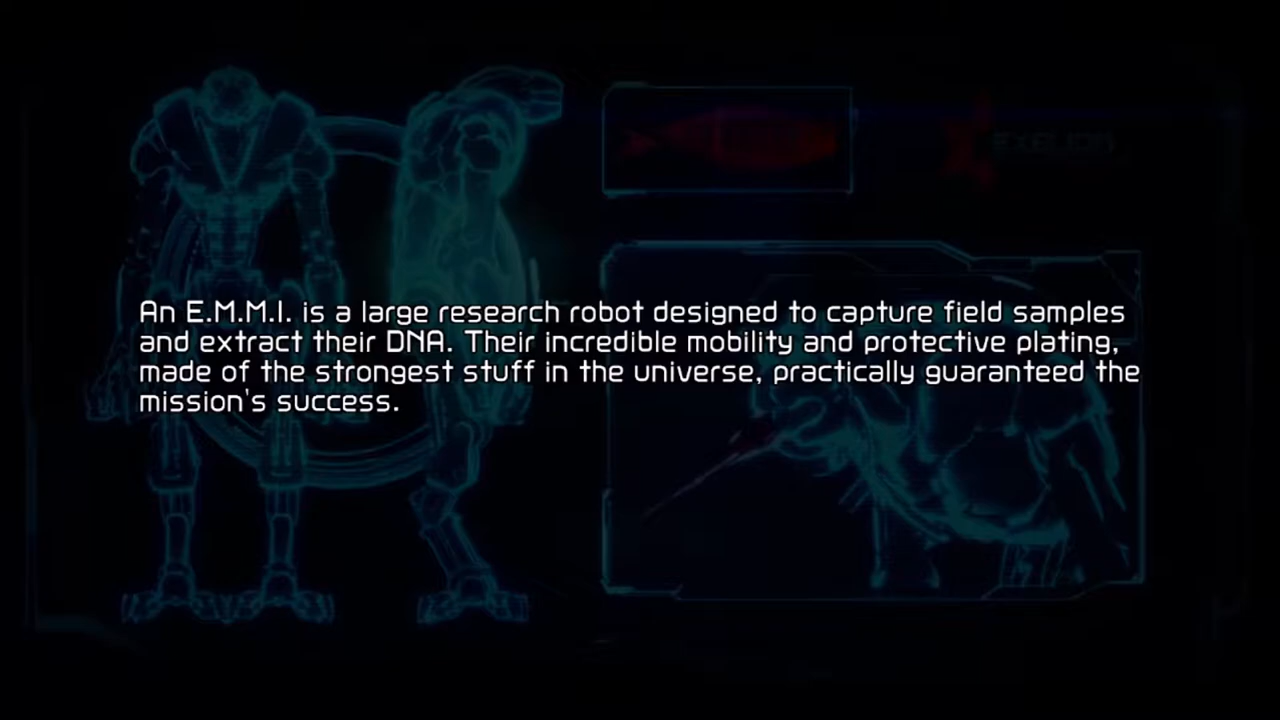 An E.M.M.I. is a large research robot designed to capture field samples
and extract their DNA. Their incredible mobility and protective plating,
made of the strongest stuff in the universe, practically guaranteed the
mission's success.